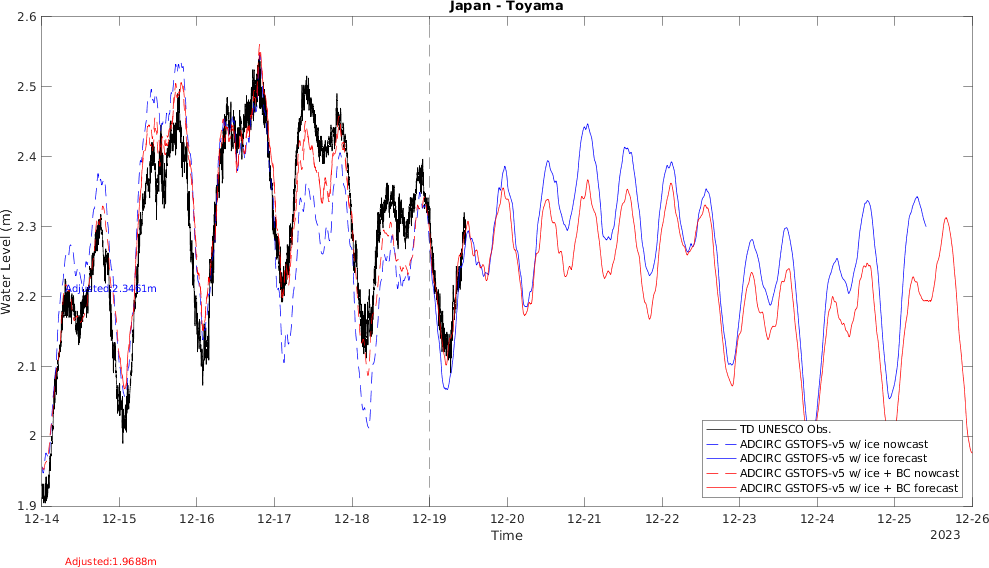 Japan - Toyama
2.6
2.5
2.4
2.3
2.2
2.1
2
1.9
Water Level (m)
Adjusted:2.3461m
TD UNESCO Obs.
ADCIRC GSTOFS-v5 w/ ice nowcast
ADCIRC GSTOFS-v5 w/ ice forecast
ADCIRC GSTOFS-v5 w/ ice + BC nowcast
ADCIRC GSTOFS-v5 w/ ice + BC forecast
12-14 12-15 12-16 12-17 12-18 12-19 12-20 12-21 12-22 12-23 12-24 12-25 12-26
Time
2023
Adjusted:1.9688m